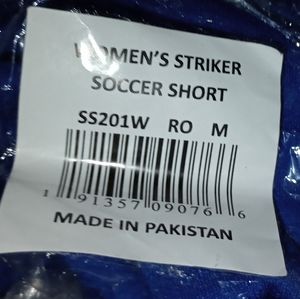 WOMEN'S STRIKER
SOCCER SHORT
SS201W RO M
1 91357 09076 6
MADE IN PAKISTAN